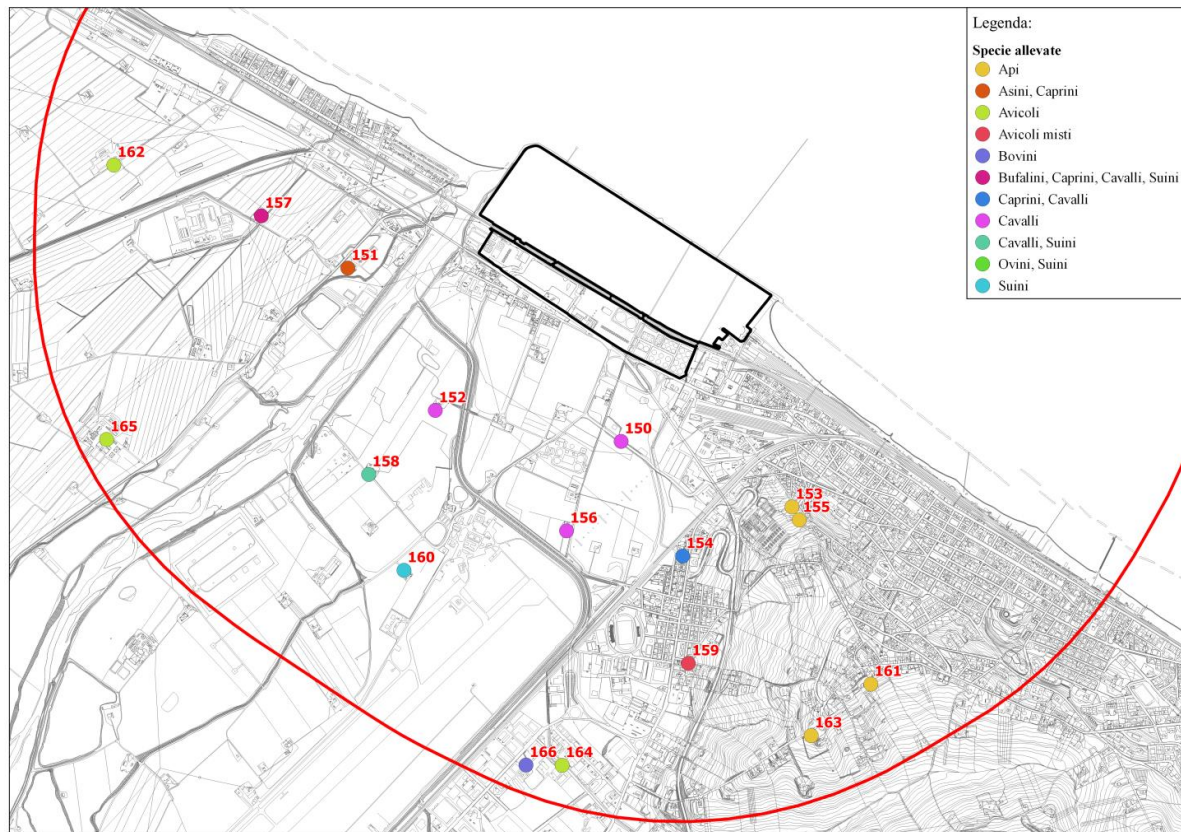 Legenda:
Specie allevate
Api
Asini, Caprini
Avicoli
Avicoli misti
Bovini
Bufalini, Caprini, Cavalli, Suini
Caprini, Cavalli
Cavalli
Cavalli, Suini
Ovini, Suini
Suini
162
157
151
152
165
150
158
153
155
156
154
160
159
161
163
166
164